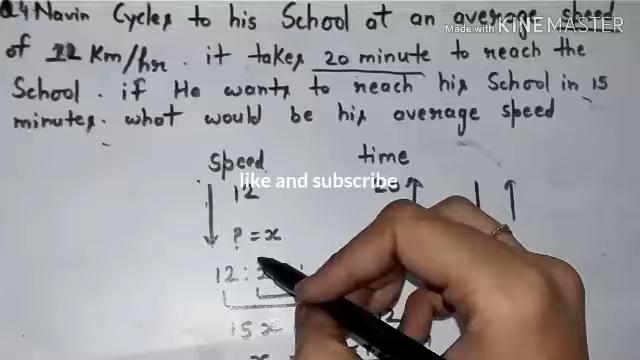 Q.4 Navin Cycles to his School at an average speed
of 12 Km/hr. it takes 20 minute to reach the
School. if He wants to reach his School in 15
minutes. what would be his average speed
Made with KINEMASTER
speed time
like and subscribe
12 20
? = x
12 :
15 x